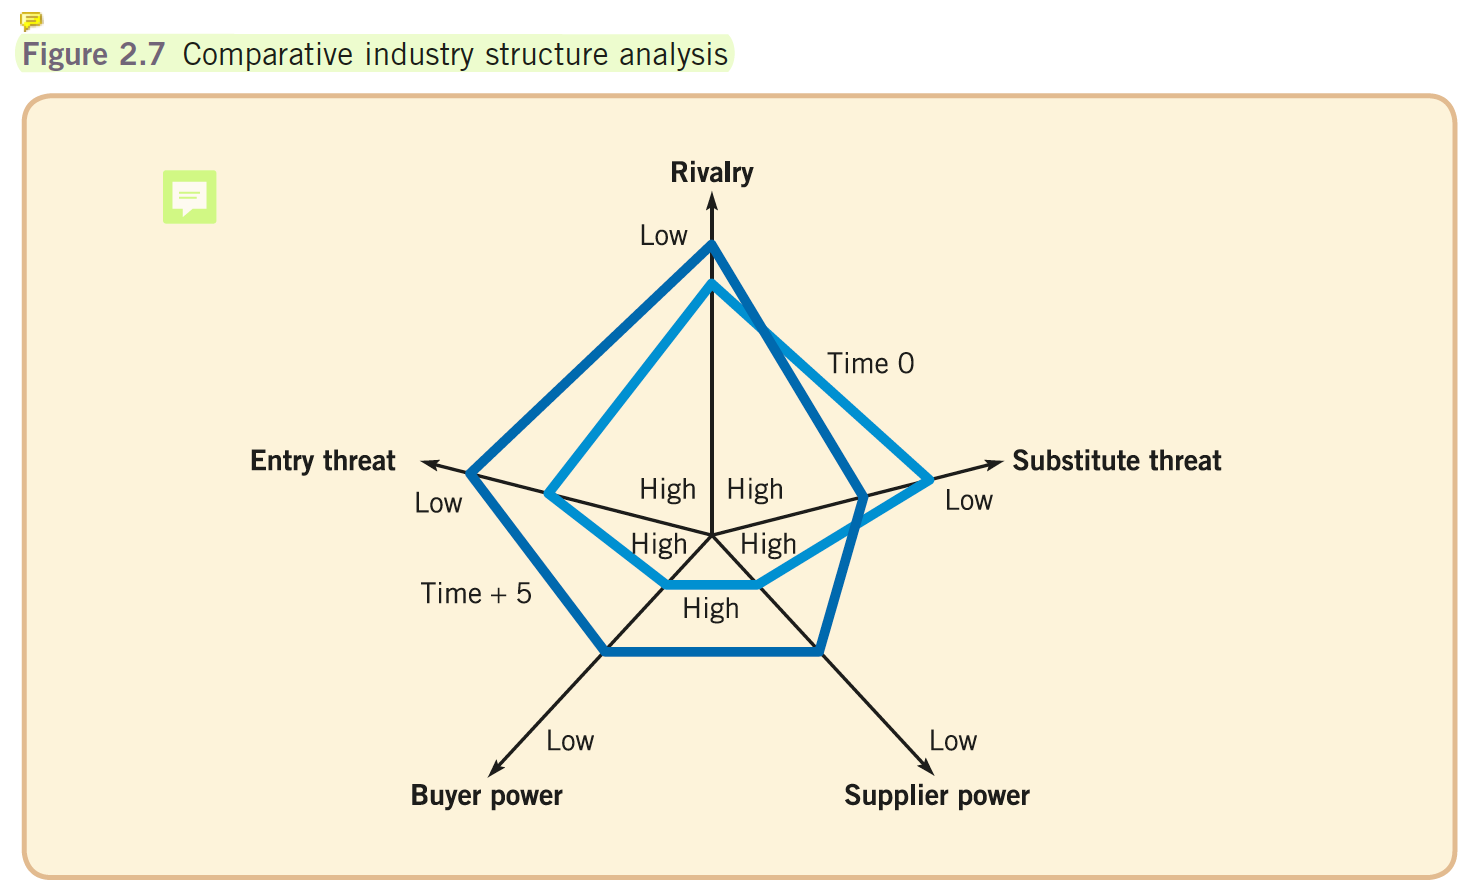 Figure 2.7 Comparative industry structure analysis
Rivalry
Low
Time 0
Entry threat
Substitute threat
Low
High High
Low
High High
Time + 5
High
Low
Low
Buyer power
Supplier power